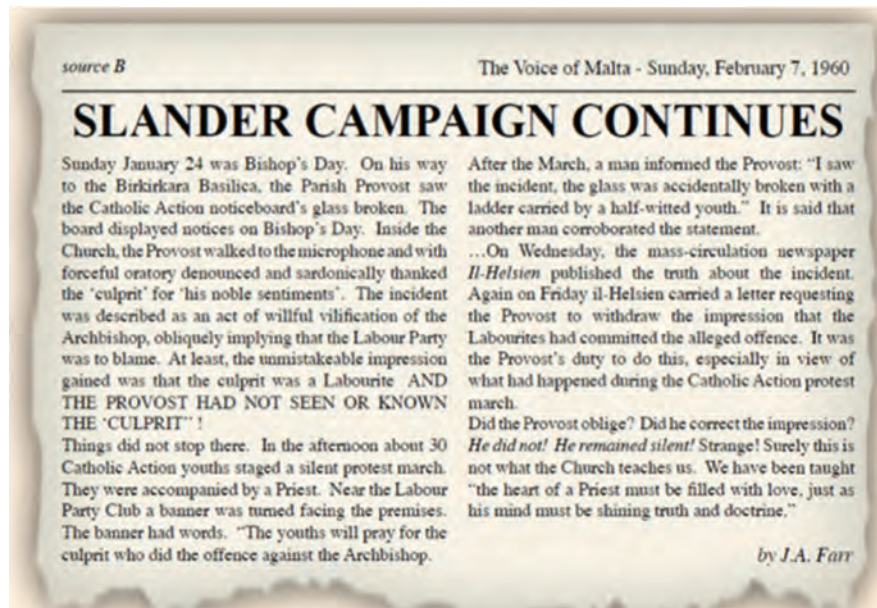 source B
The Voice of Malta - Sunday, February 7, 1960
SLANDER CAMPAIGN CONTINUES
Sunday January 24 was Bishop's Day. On his way
to the Birkirkara Basilica, the Parish Provost saw
the Catholic Action noticeboard's glass broken. The
board displayed notices on Bishop's Day. Inside the
Church, the Provost walked to the microphone and with
forceful oratory denounced and sardonically thanked
the 'culprit' for 'his noble sentiments'. The incident
was described as an act of willful vilification of the
Archbishop, obliquely implying that the Labour Party
was to blame. At least, the unmistakeable impression
gained was that the culprit was a Labourite AND
THE PROVOST HAD NOT SEEN OR KNOWN
THE 'CULPRIT" !
Things did not stop there. In the afternoon about 30
Catholic Action youths staged a silent protest march.
They were accompanied by a Priest. Near the Labour
Party Club a banner was turned facing the premises.
The banner had words. "The youths will pray for the
culprit who did the offence against the Archbishop.
After the March, a man informed the Provost: "I saw
the incident, the glass was accidentally broken with a
ladder carried by a half-witted youth." It is said that
another man corroborated the statement.
…On Wednesday, the mass-circulation newspaper
Il-Helsien published the truth about the incident.
Again on Friday il-Helsien carried a letter requesting
the Provost to withdraw the impression that the
Labourites had committed the alleged offence. It was
the Provost's duty to do this, especially in view of
what had happened during the Catholic Action protest
march.
Did the Provost oblige? Did he correct the impression?
He did not! He remained silent! Strange! Surely this is
not what the Church teaches us. We have been taught
"the heart of a Priest must be filled with love, just as
his mind must be shining truth and doctrine."
by J.A. Farr